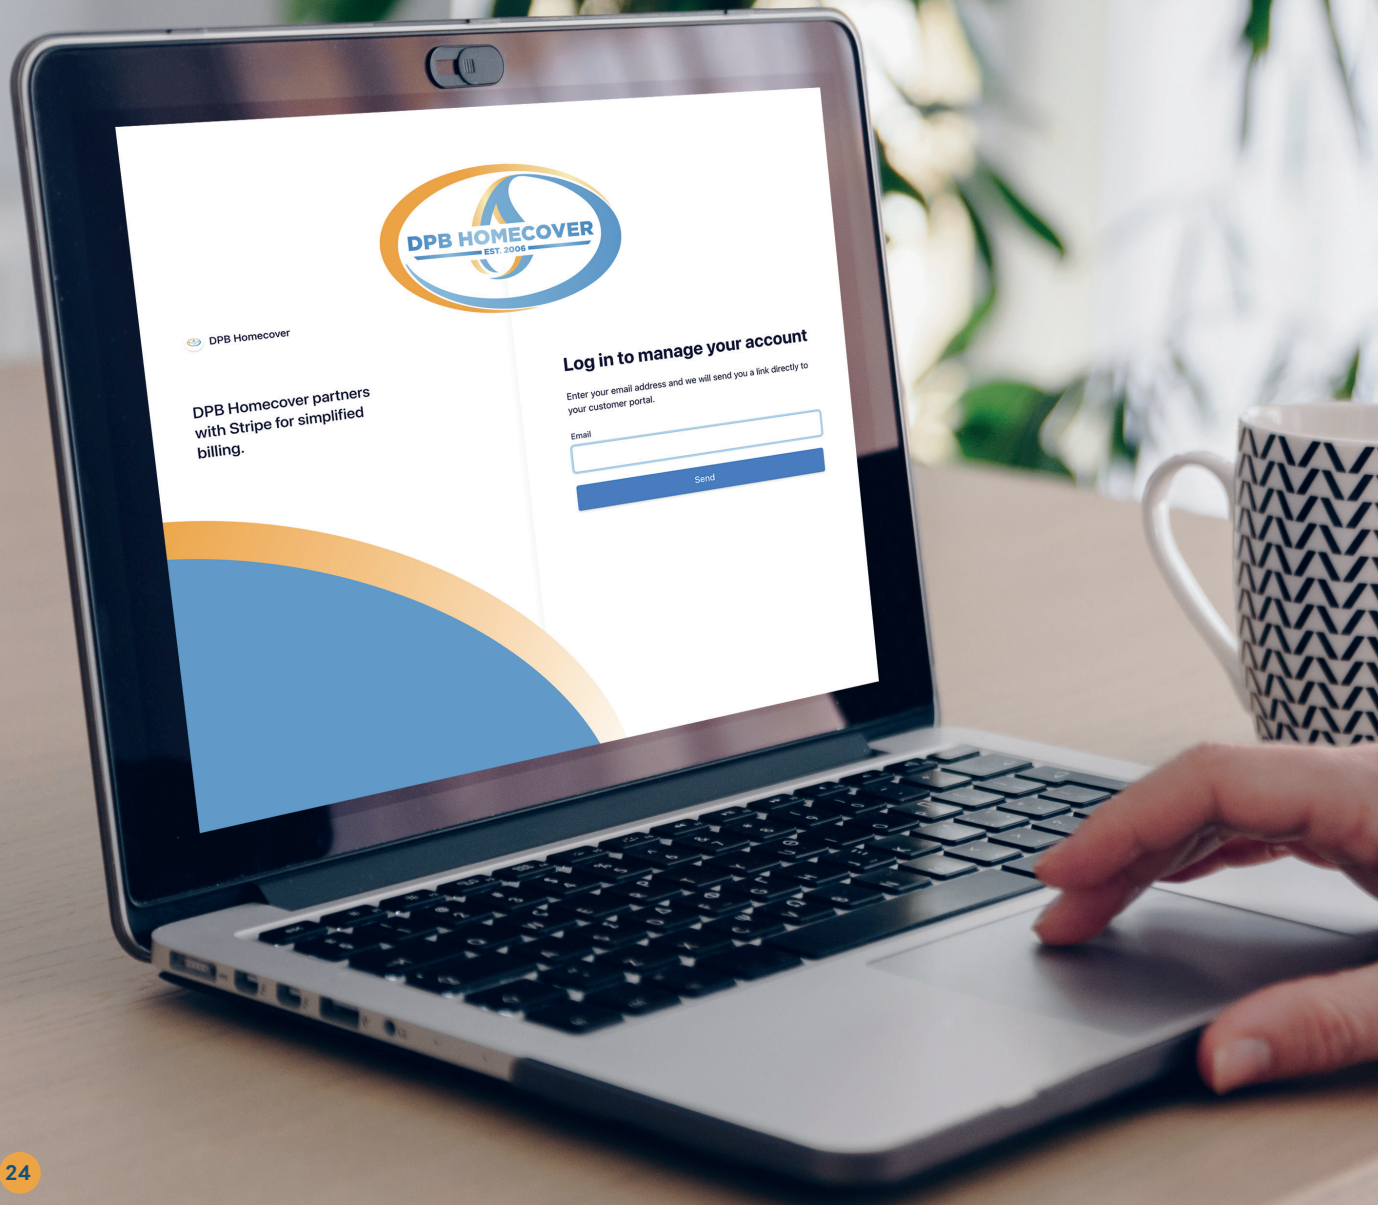 DPB HOMECOVER
EST. 2006
DPB Homecover
DPB Homecover partners
with Stripe for simplified
billing.
Log in to manage your account
Enter your email address and we will send you a link directly to
your customer portal.
Email
Send
24